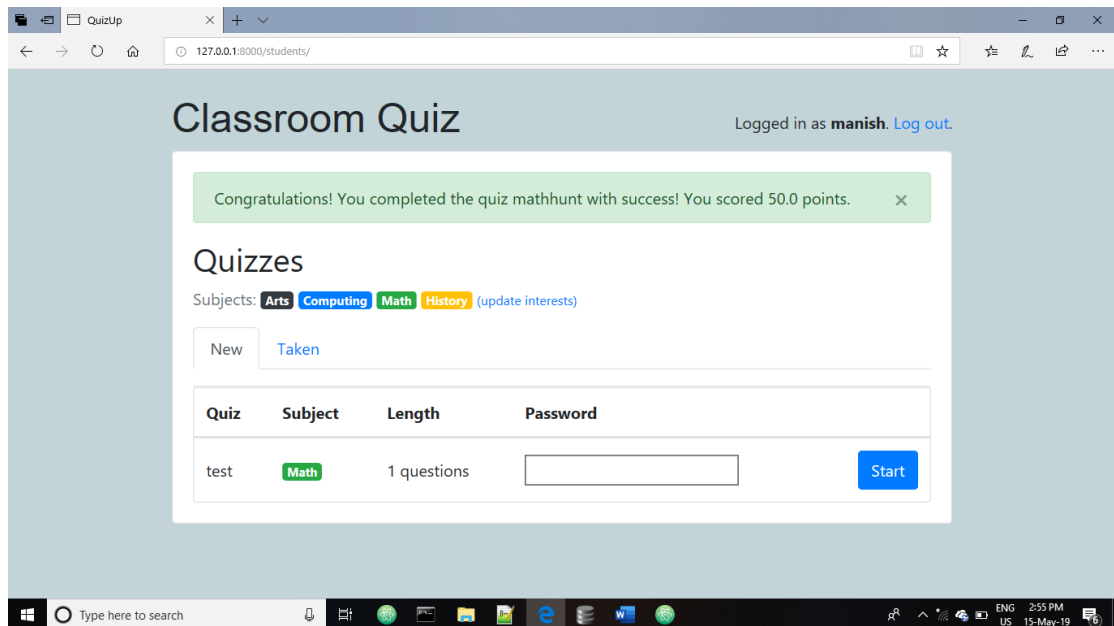 QuizUp
127.0.0.1:8000/students/
Classroom Quiz
Logged in as manish. Log out.
Congratulations! You completed the quiz mathhunt with success! You scored 50.0 points. ×
Quizzes
Subjects: Arts Computing Math History (update interests)
New Taken
Quiz Subject Length Password
test Math 1 questions Start
Type here to search
ENG 2:55 PM
US 15-May-19 6